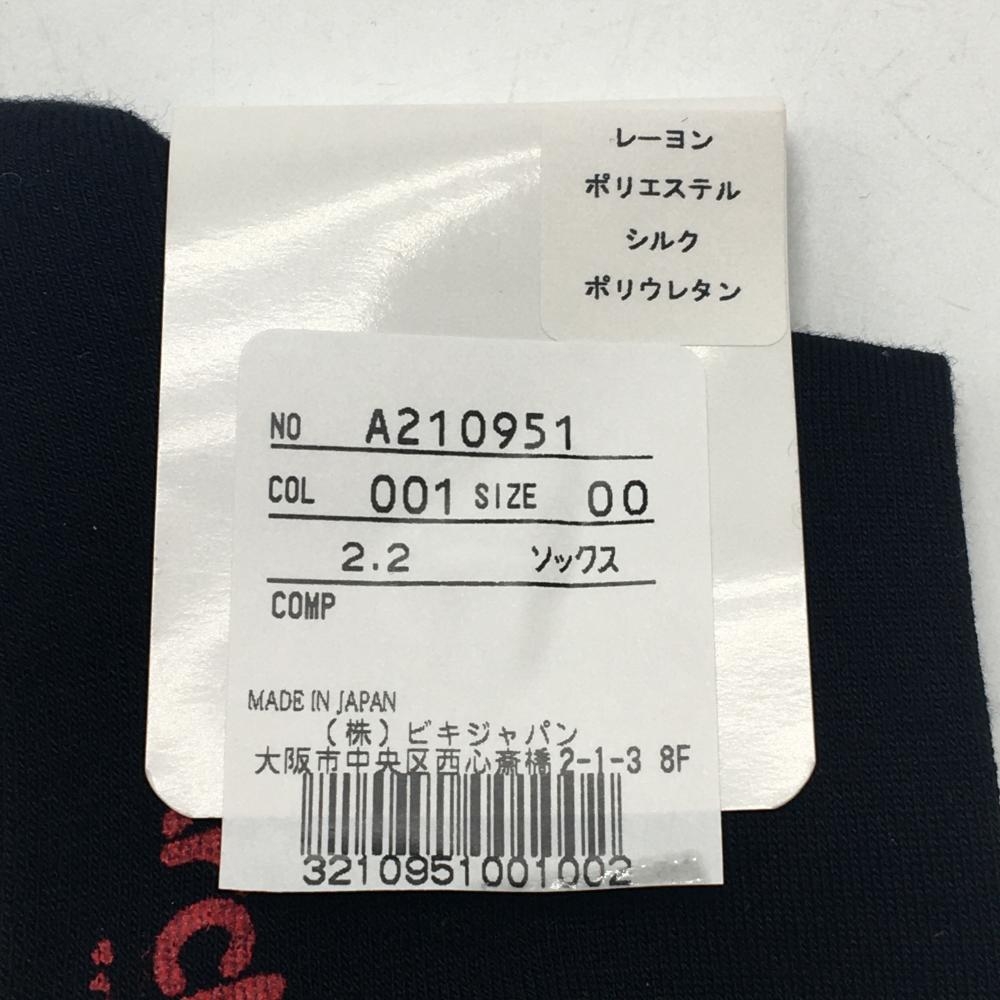 レーヨン
ポリエステル
シルク
ポリウレタン
NO A210951
COL 001 SIZE 00
2.2 ソックス
COMP
MADE IN JAPAN
(株)ビキジャパン
大阪市中央区西心斎橋2-1-3 8F
3210951001002